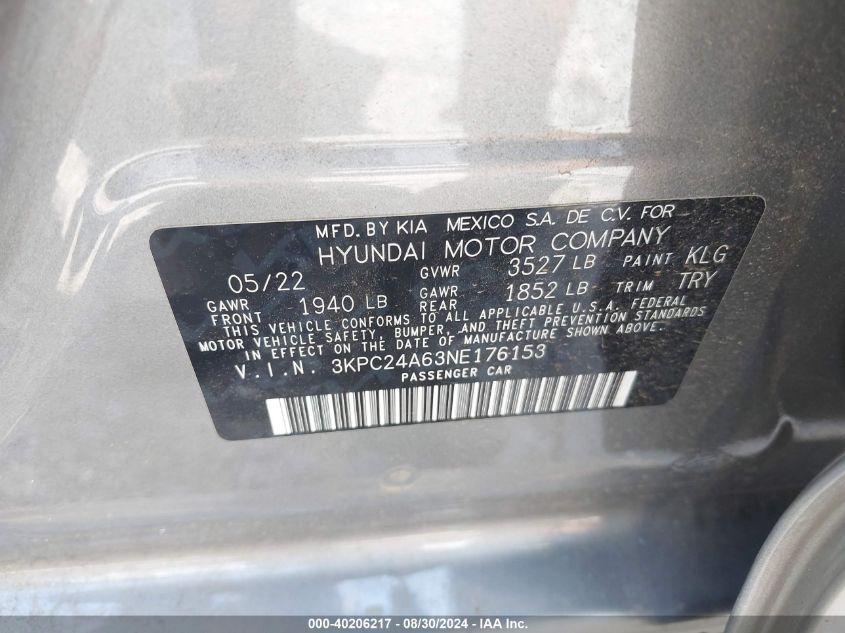 MFD. BY KIA MEXICO S.A. DE C.V. FOR
HYUNDAI MOTOR COMPANY
05/22 GVWR 3527 LB PAINT KLG
GAWR FRONT 1940 LB GAWR REAR 1852 LB TRIM TRY
THIS VEHICLE CONFORMS TO ALL APPLICABLE U.S.A. FEDERAL
MOTOR VEHICLE SAFETY, BUMPER, AND THEFT PREVENTION STANDARDS
IN EFFECT ON THE DATE OF MANUFACTURE SHOWN ABOVE.
V.I.N. 3KPC24A63NE176153
PASSENGER CAR
000-40206217 - 08/30/2024 - IAA Inc.